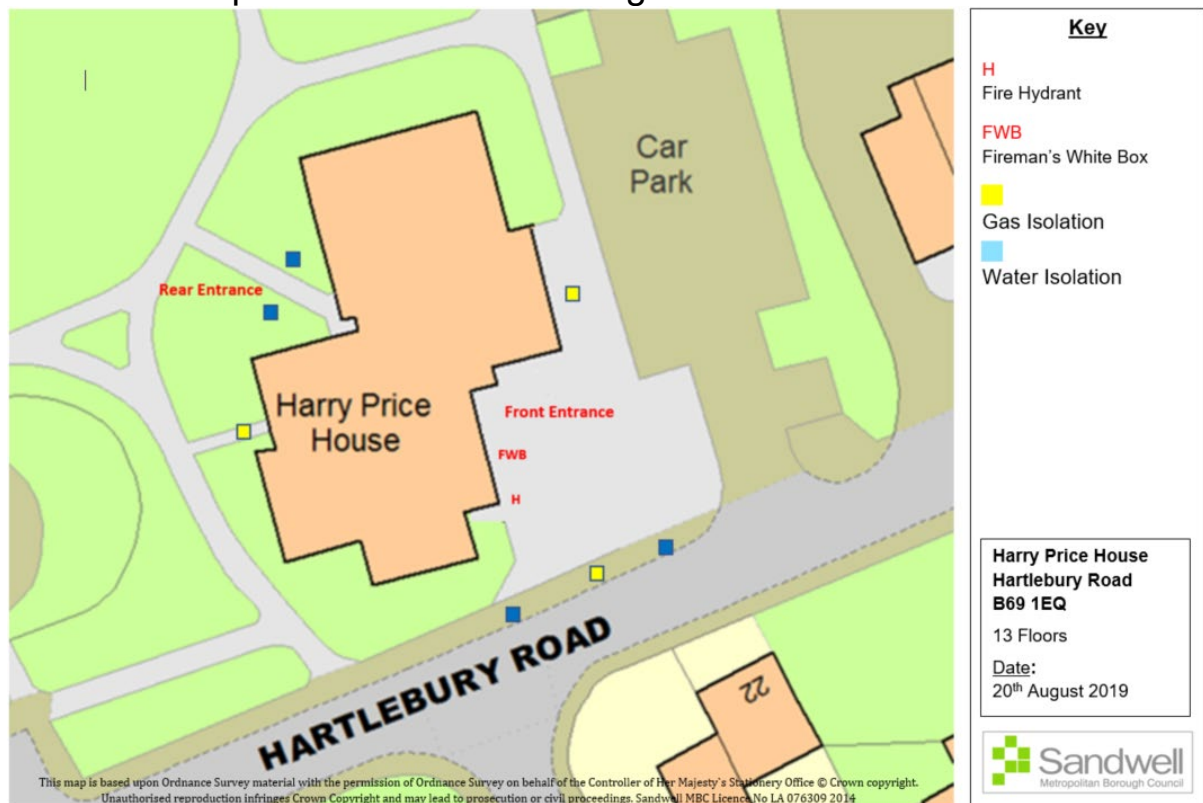 Car
Park
Rear Entrance
Harry Price
House
Front Entrance
FWB
H
HARTLEBURY ROAD
22
This map is based upon Ordnance Survey material with the permission of Ordnance Survey on behalf of the Controller of Her Majesty's Stationery Office © Crown copyright.
Unauthorised reproduction infringes Crown Copyright and may lead to prosecution or civil proceedings. Sandwell MBC Licence No LA 076309 2014
Key
H
Fire Hydrant
FWB
Fireman's White Box
Gas Isolation
Water Isolation
Harry Price House
Hartlebury Road
B69 1EQ
13 Floors
Date:
20th August 2019
Sandwell
Metropolitan Borough Council